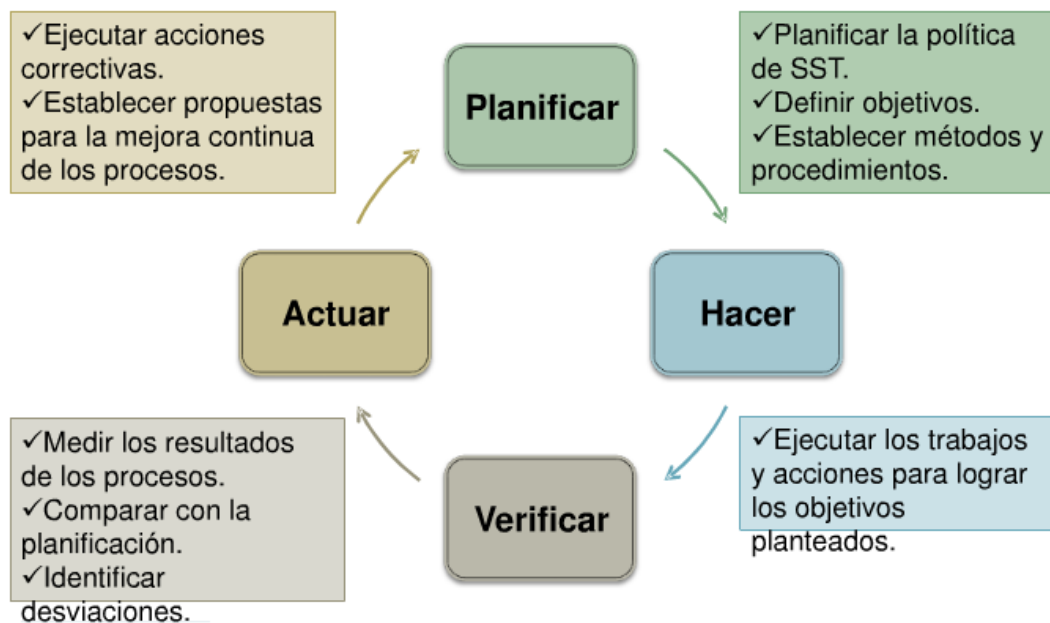 ✓Ejecutar acciones
correctivas.
✓Establecer propuestas
para la mejora continua
de los procesos.
Planificar
✓Planificar la política
de SST.
✓Definir objetivos.
✓Establecer métodos y
procedimientos.
Actuar
Hacer
✓Medir los resultados
de los procesos.
✓Comparar con la
planificación.
✓Identificar
desviaciones.
Verificar
✓Ejecutar los trabajos
y acciones para lograr
los objetivos
planteados.